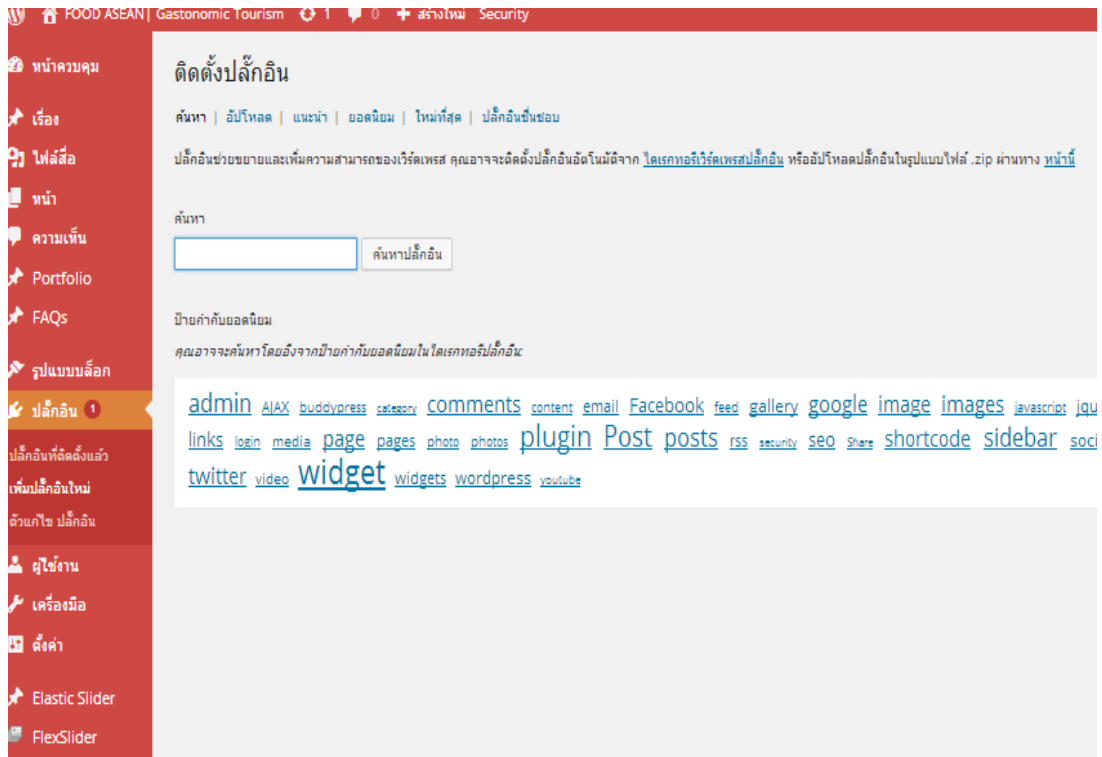 FOOD ASEAN| Gastonomic Tourism 1 0 + สร้างใหม่ Security
หน้าควบคุม
เรื่อง
ไฟล์สื่อ
หน้า
ความเห็น
Portfolio
FAQs
รูปแบบบล็อก
ปลั๊กอิน 1
ปลั๊กอินที่ติดตั้งแล้ว
เพิ่มปลั๊กอินใหม่
ตัวแก้ไข ปลั๊กอิน
ผู้ใช้งาน
เครื่องมือ
ตั้งค่า
Elastic Slider
FlexSlider
ติดตั้งปลั๊กอิน
ค้นหา | อัปโหลด | แนะนำ | ยอดนิยม | ใหม่ที่สุด | ปลั๊กอินชื่นชอบ
ปลั๊กอินช่วยขยายและเพิ่มความสามารถของเวิร์ดเพรส คุณอาจจะติดตั้งปลั๊กอินอัตโนมัติจาก ไดเรกทอรีเวิร์ดเพรสปลั๊กอิน หรืออัปโหลดปลั๊กอินในรูปแบบไฟล์ .zip ผ่านทาง หน้านี้
ค้นหา
ค้นหาปลั๊กอิน
ป้ายคำกับยอดนิยม
คุณอาจจะค้นหาโดยอิงจากป้ายคำกับยอดนิยมในไดเรกทอรีปลั๊กอิน:
admin AJAX buddypress category comments content email Facebook feed gallery google image images javascript jqu
links login media page pages photo photos plugin Post posts rss security seo Share shortcode sidebar soci
twitter video widget widgets wordpress youtube